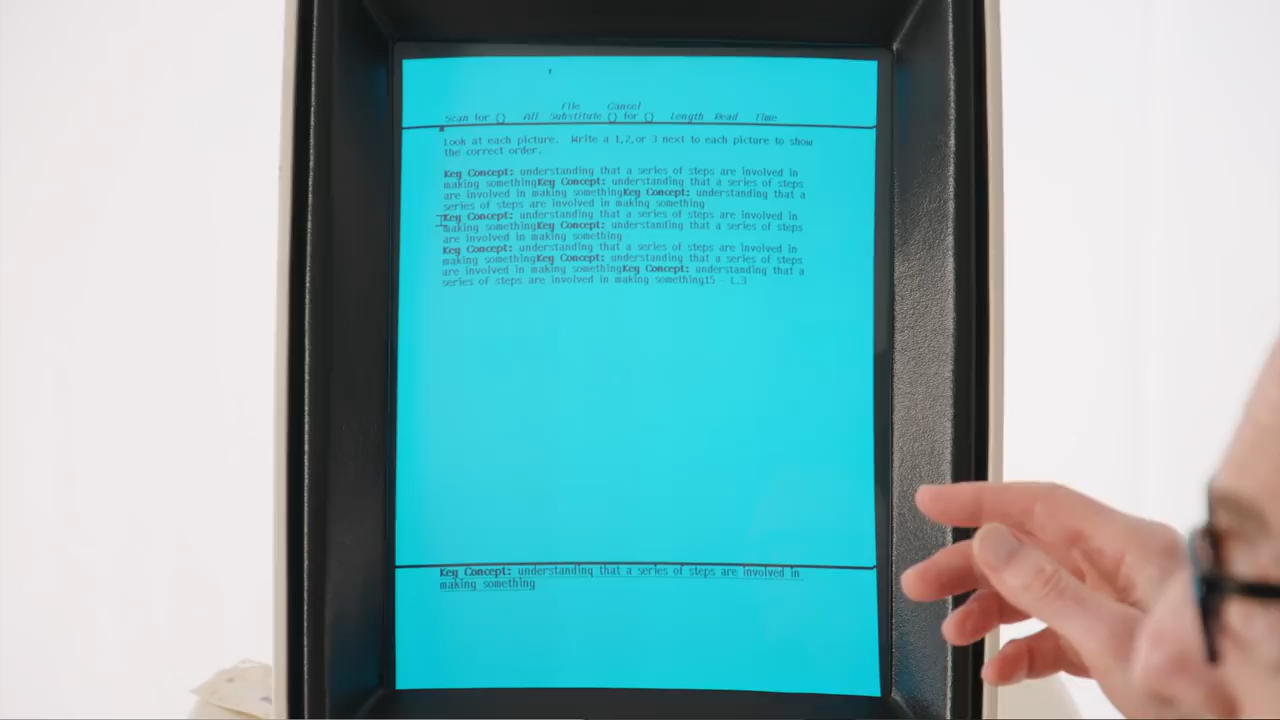 File Cancel
Scan for {} All Substitute {} for {} Length Read Time
Look at each picture. Write a 1,2,or 3 next to each picture to show
the correct order.
Key Concept: understanding that a series of steps are involved in
making somethingKey Concept: understanding that a series of steps
are involved in making somethingKey Concept: understanding that a
series of steps are involved in making something
Key Concept: understanding that a series of steps are involved in
making somethingKey Concept: understanding that a series of steps
are involved in making something
Key Concept: understanding that a series of steps are involved in
making somethingKey Concept: understanding that a series of steps
are involved in making somethingKey Concept: understanding that a
series of steps are involved in making something15 - L.3
Key Concept: understanding that a series of steps are involved in
making something